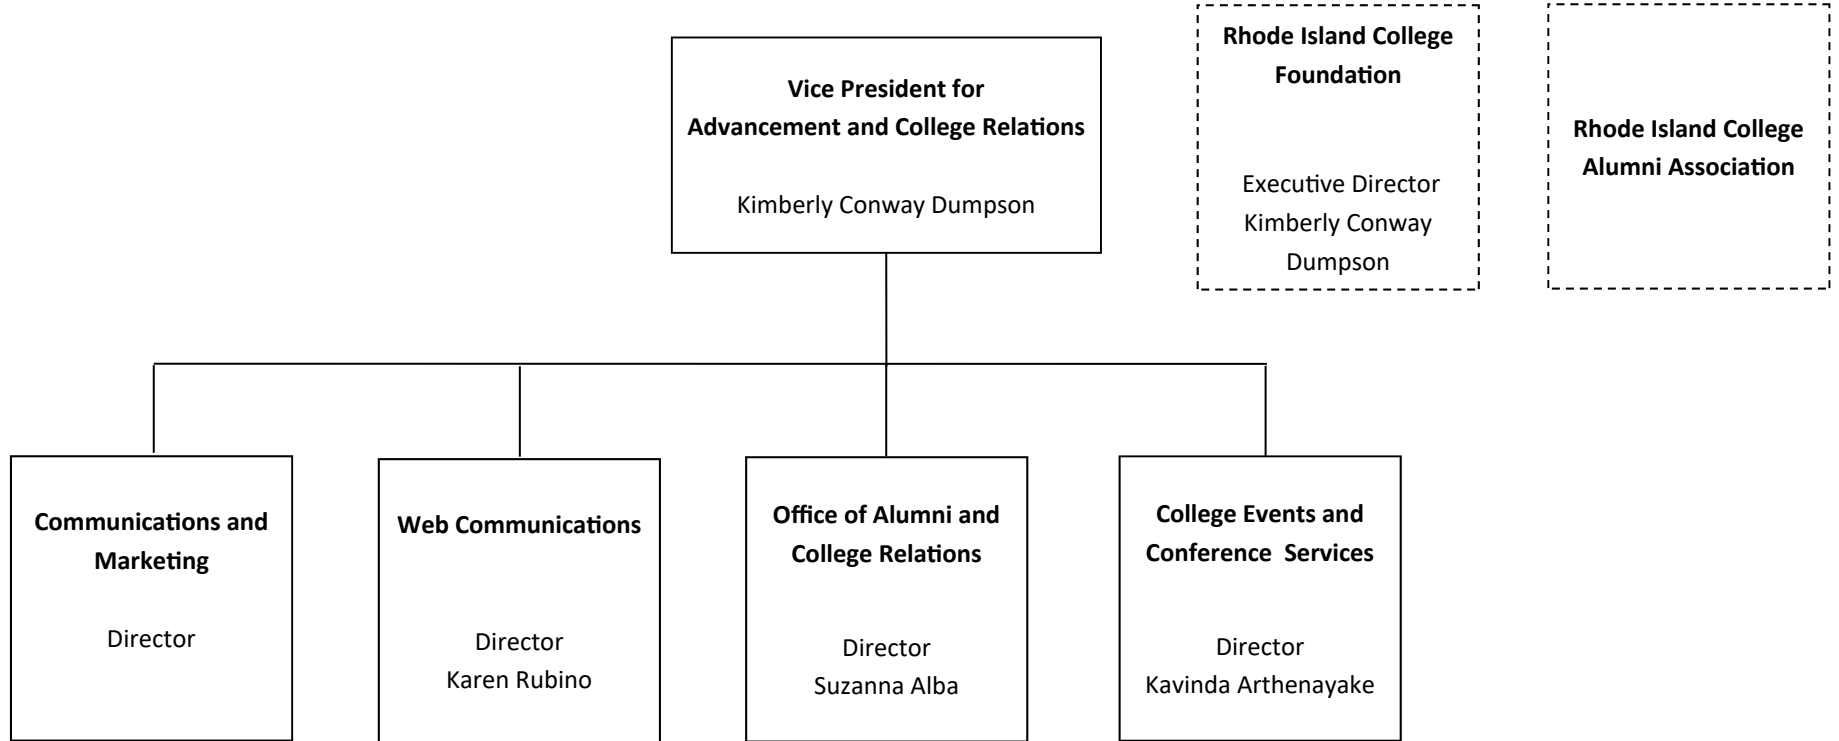 Vice President for
Advancement and College Relations
Kimberly Conway Dumpson
Rhode Island College
Foundation
Executive Director
Kimberly Conway
Dumpson
Rhode Island College
Alumni Association
Communications and
Marketing
Director
Web Communications
Director
Karen Rubino
Office of Alumni and
College Relations
Director
Suzanna Alba
College Events and
Conference  Services
Director
Kavinda Arthenayake